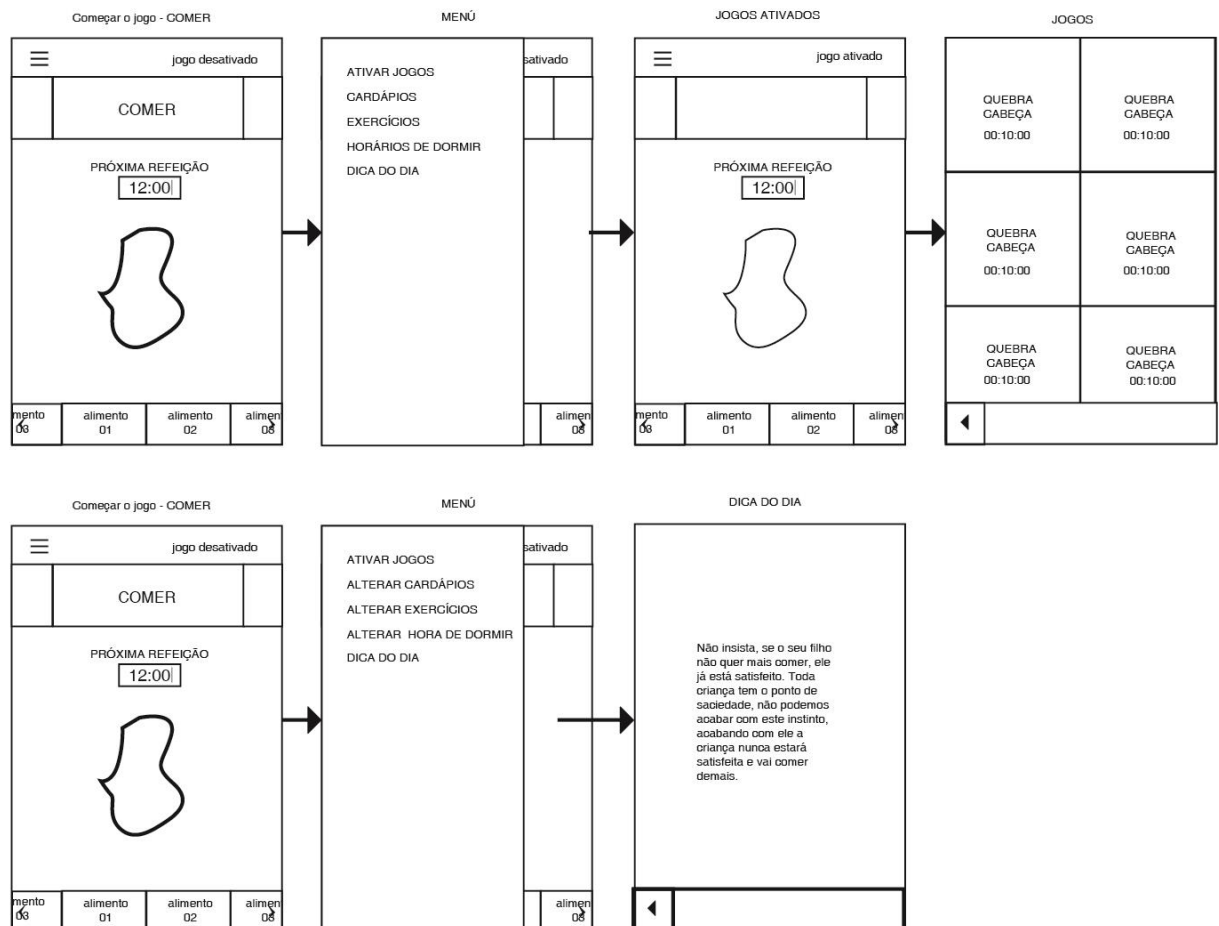 Começar o jogo - COMER
jogo desativado
COMER
PRÓXIMA REFEIÇÃO
12:00
mento
03
alimento
01
alimento
02
alimen
03
MENÚ
sativado
ATIVAR JOGOS
CARDÁPIOS
EXERCÍCIOS
HORÁRIOS DE DORMIR
DICA DO DIA
alimen
03
JOGOS ATIVADOS
jogo ativado
PRÓXIMA REFEIÇÃO
12:00
mento
03
alimento
01
alimento
02
alimen
03
JOGOS
QUEBRA
CABEÇA
00:10:00
QUEBRA
CABEÇA
00:10:00
QUEBRA
CABEÇA
00:10:00
QUEBRA
CABEÇA
00:10:00
QUEBRA
CABEÇA
00:10:00
QUEBRA
CABEÇA
00:10:00
Começar o jogo - COMER
jogo desativado
COMER
PRÓXIMA REFEIÇÃO
12:00
mento
03
alimento
01
alimento
02
alimen
03
MENÚ
sativado
ATIVAR JOGOS
ALTERAR CARDÁPIOS
ALTERAR EXERCÍCIOS
ALTERAR HORA DE DORMIR
DICA DO DIA
alimen
03
DICA DO DIA
Não insista, se o seu filho
não quer mais comer, ele
já está satisfeito. Toda
criança tem o ponto de
saciedade, não podemos
acabar com este instinto,
acabando com ele a
criança nunca estará
satisfeita e vai comer
demais.